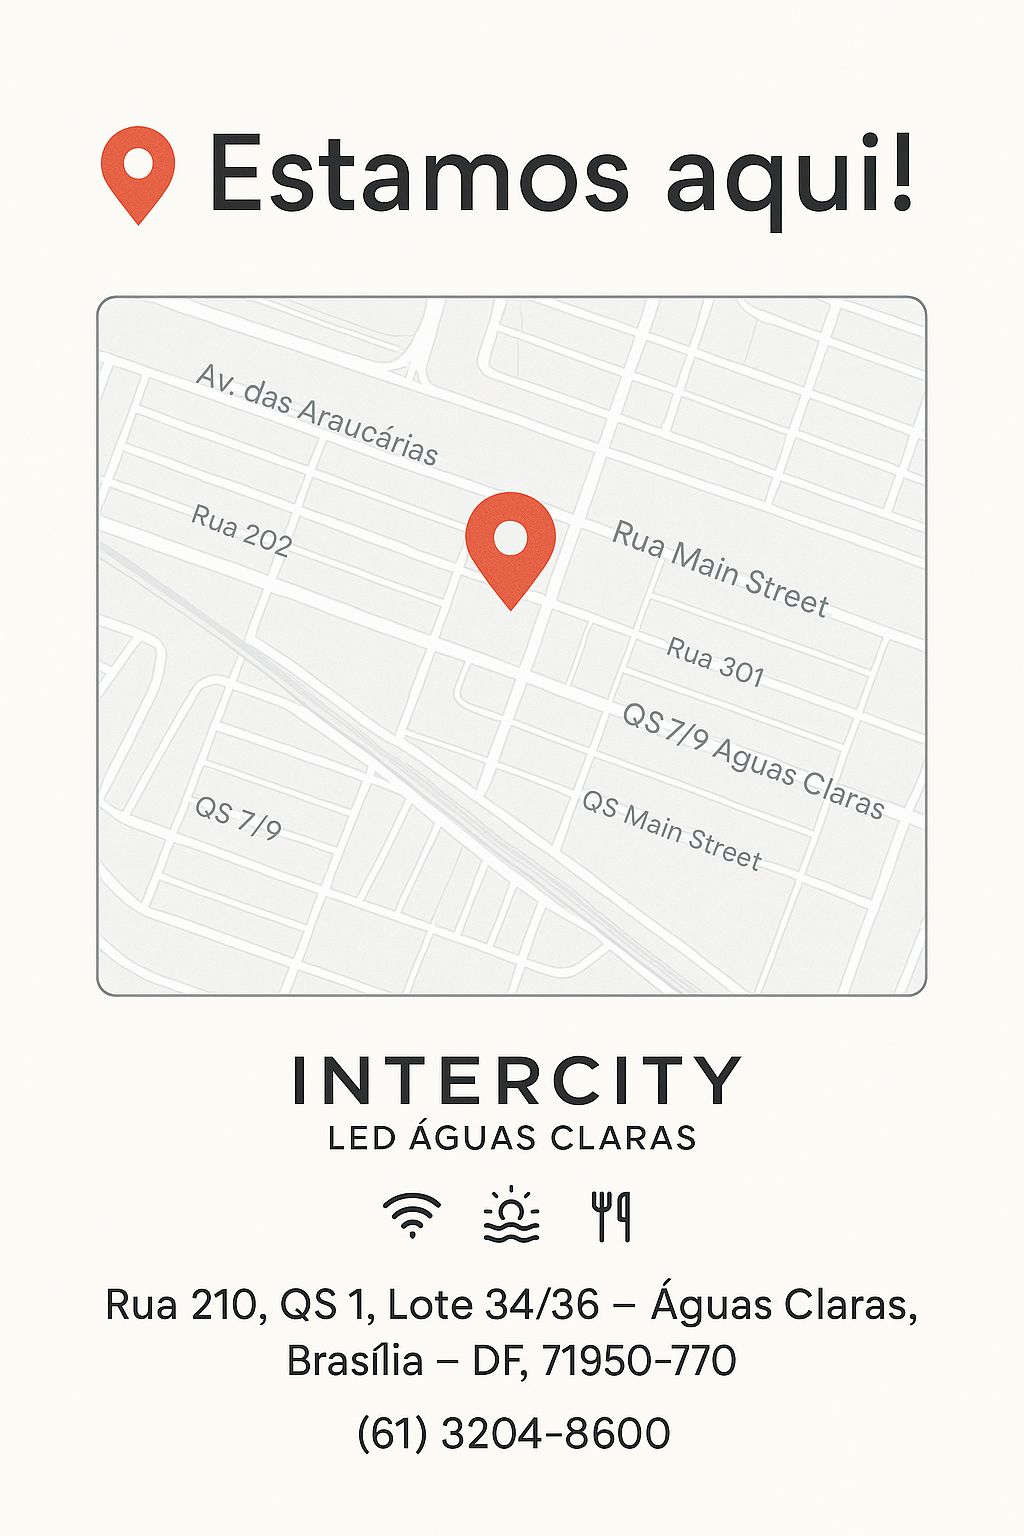 Estamos aqui!
Av. das Araucárias
Rua 202
Rua Main Street
Rua 301
QS 7/9 Aguas Claras
QS Main Street
QS 7/9
INTERCITY
LED ÁGUAS CLARAS
Rua 210, QS 1, Lote 34/36 – Águas Claras,
Brasília – DF, 71950-770
(61) 3204-8600